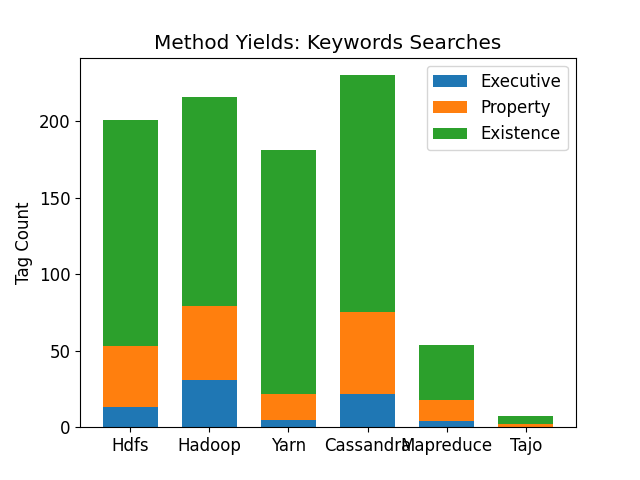 Method Yields: Keywords Searches
Executive
Property
Existence
Tag Count
200
150
100
50
0
Hdfs Hadoop Yarn Cassandra Mapreduce Tajo